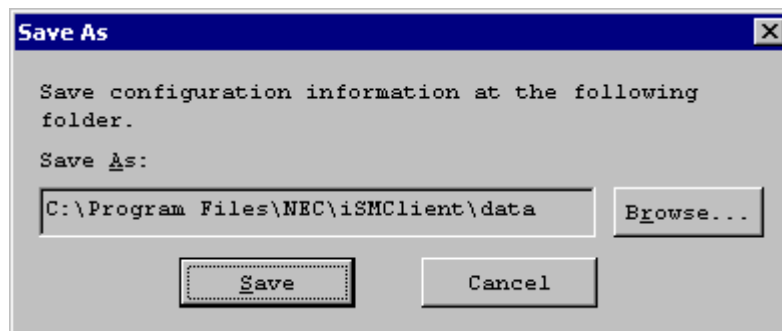 Save As
Save configuration information at the following
folder.
Save As:
C:\Program Files\NEC\iSMClient\data
Browse...
Save
Cancel